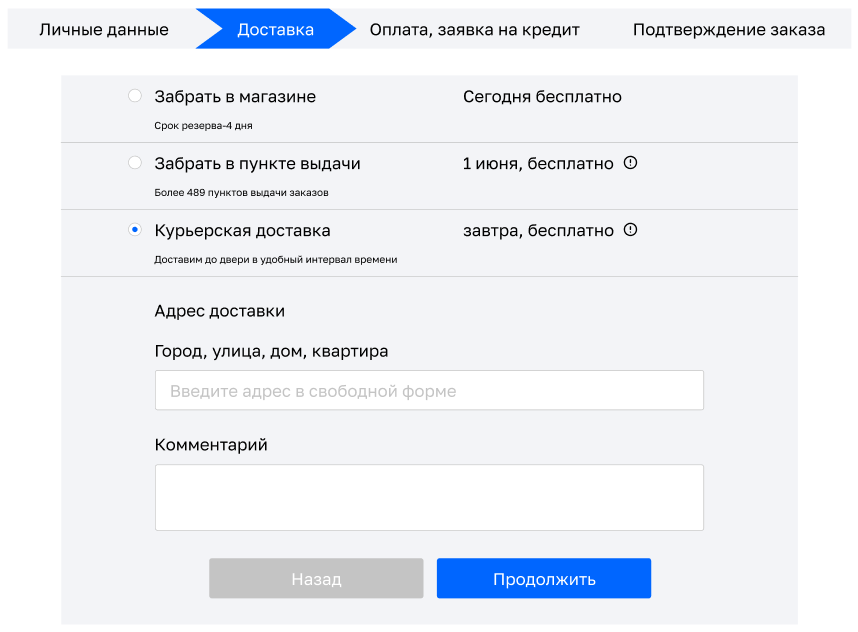 Личные данные Доставка Оплата, заявка на кредит Подтверждение заказа
Забрать в магазине Сегодня бесплатно
Срок резерва-4 дня
Забрать в пункте выдачи 1 июня, бесплатно
Более 489 пунктов выдачи заказов
Курьерская доставка завтра, бесплатно
Доставим до двери в удобный интервал времени
Адрес доставки
Город, улица, дом, квартира
Введите адрес в свободной форме
Комментарий
Назад Продолжить